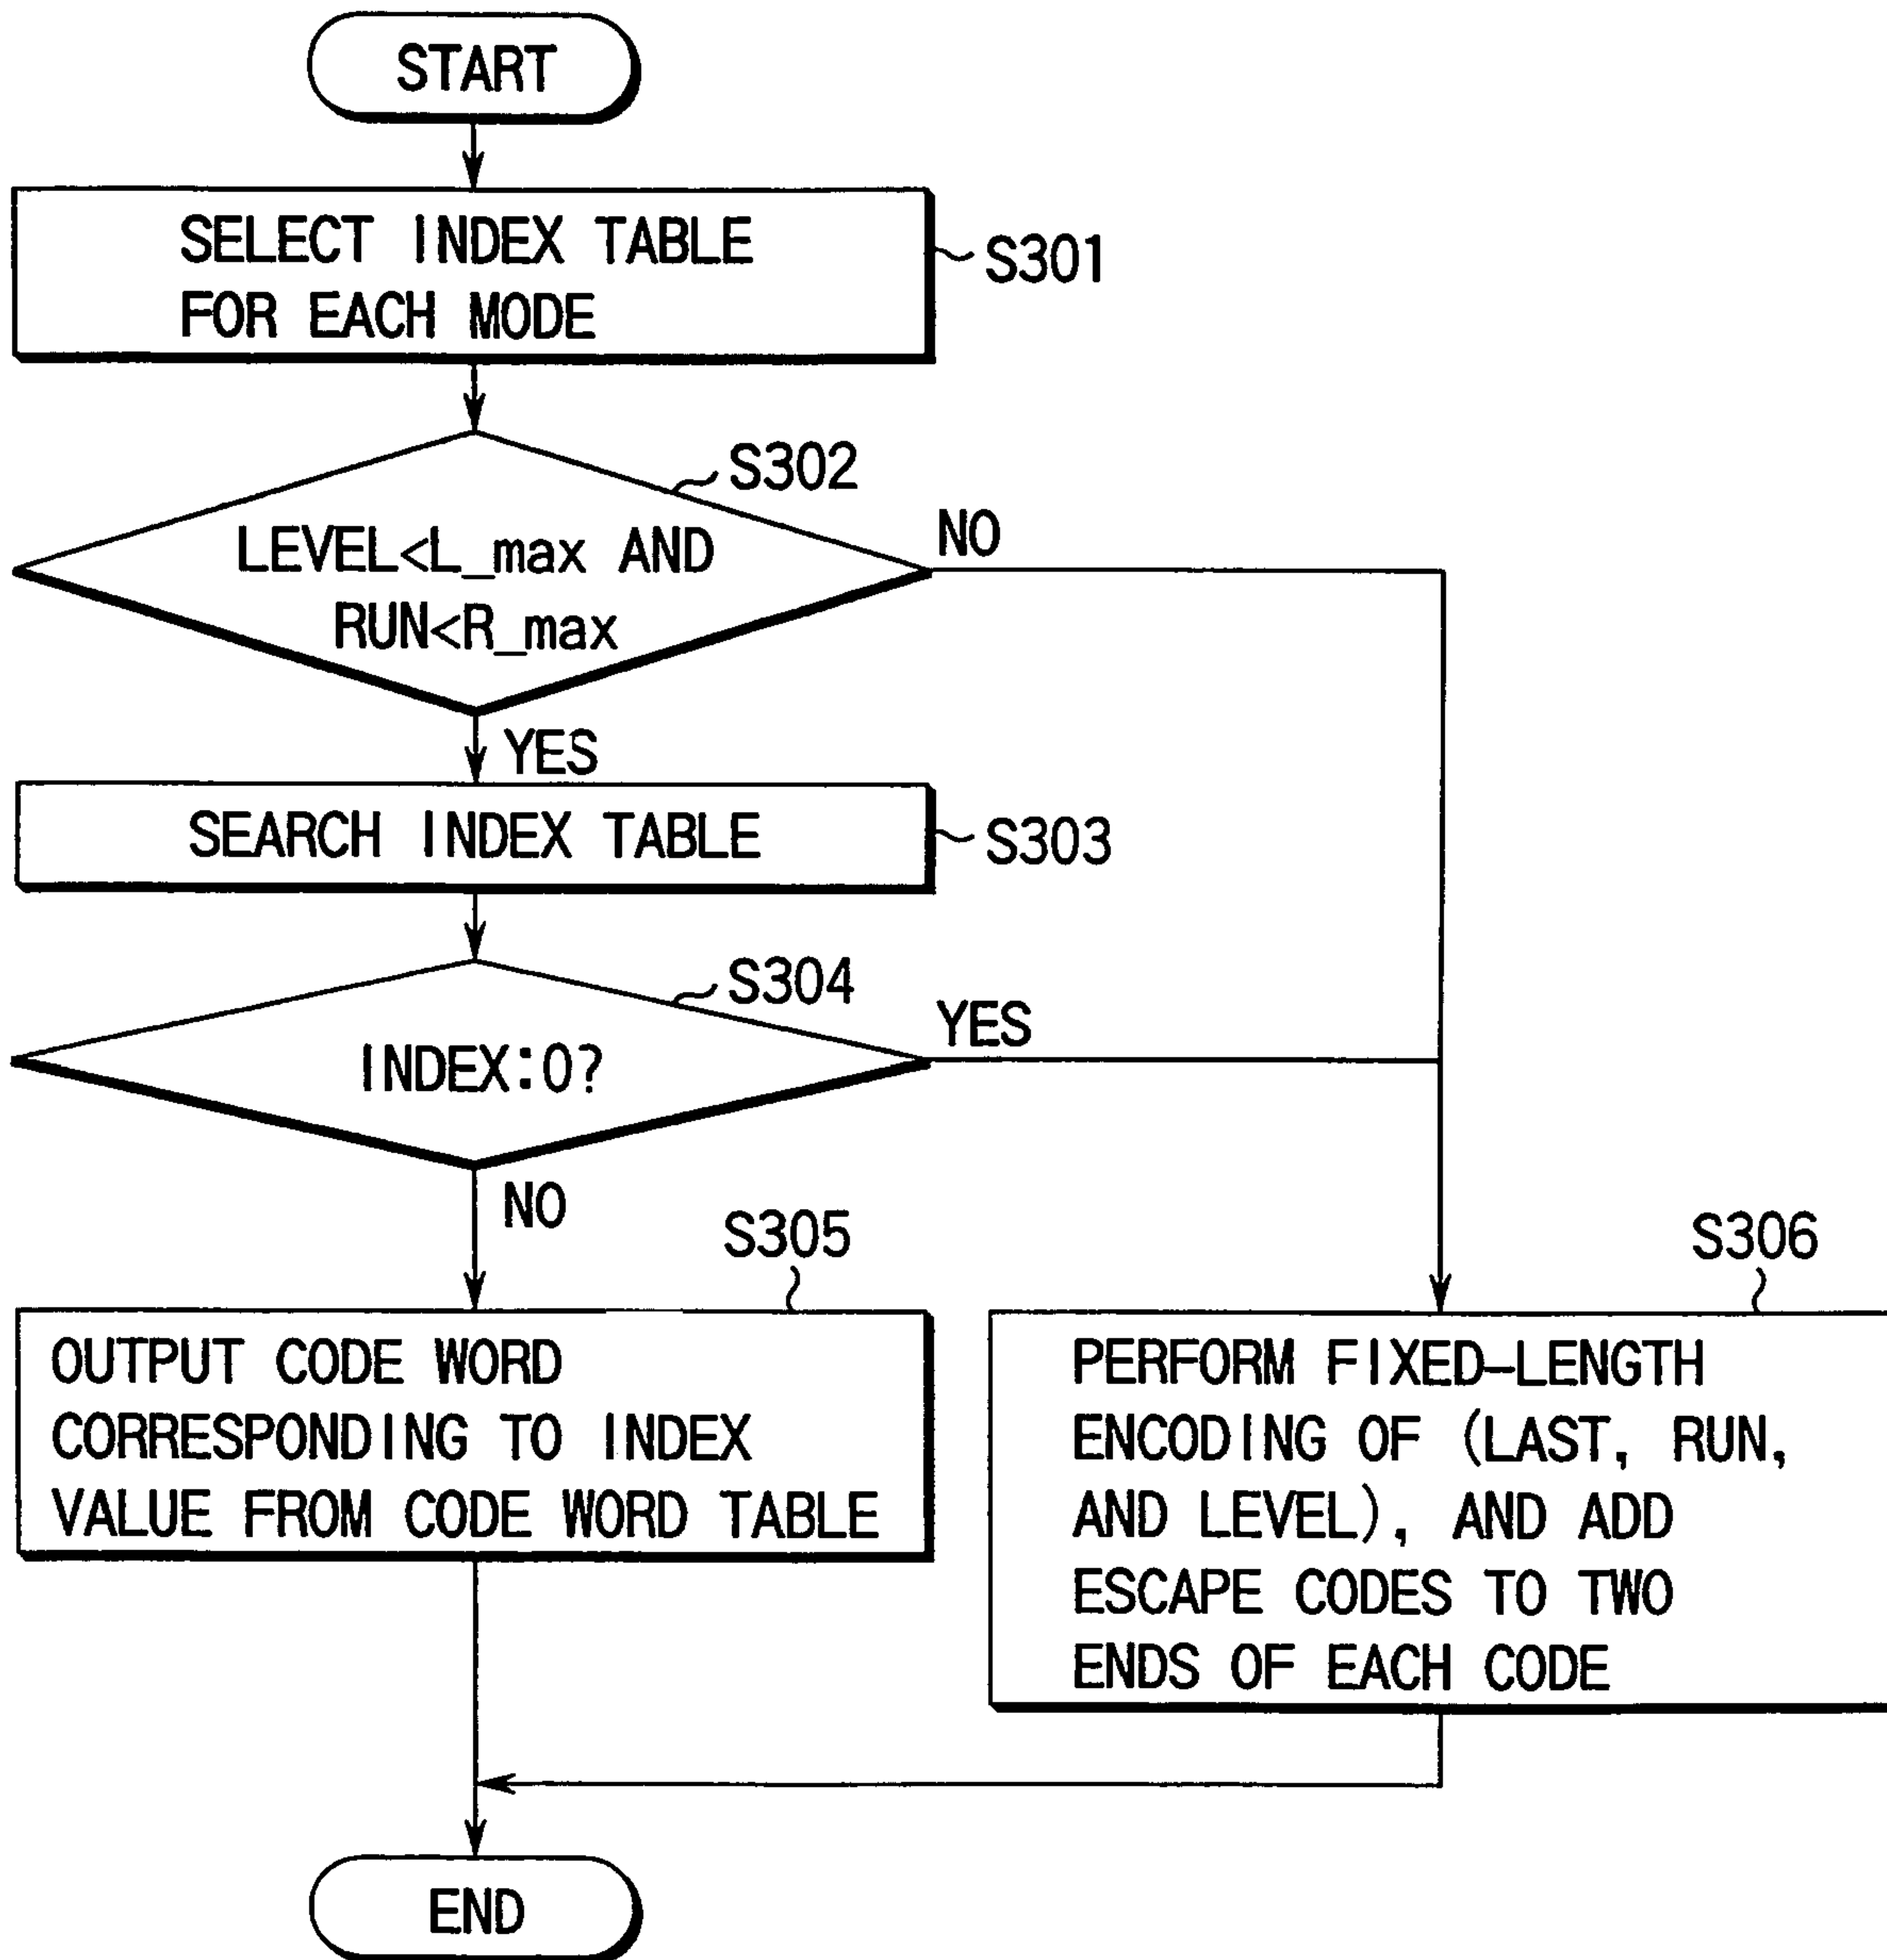 START
SELECT INDEX TABLE
FOR EACH MODE
S301
S302
LEVEL<L_max AND
RUN<R_max
NO
YES
SEARCH INDEX TABLE
S303
S304
INDEX:0?
YES
NO
S305
OUTPUT CODE WORD
CORRESPONDING TO INDEX
VALUE FROM CODE WORD TABLE
S306
PERFORM FIXED-LENGTH
ENCODING OF (LAST, RUN,
AND LEVEL), AND ADD
ESCAPE CODES TO TWO
ENDS OF EACH CODE
END